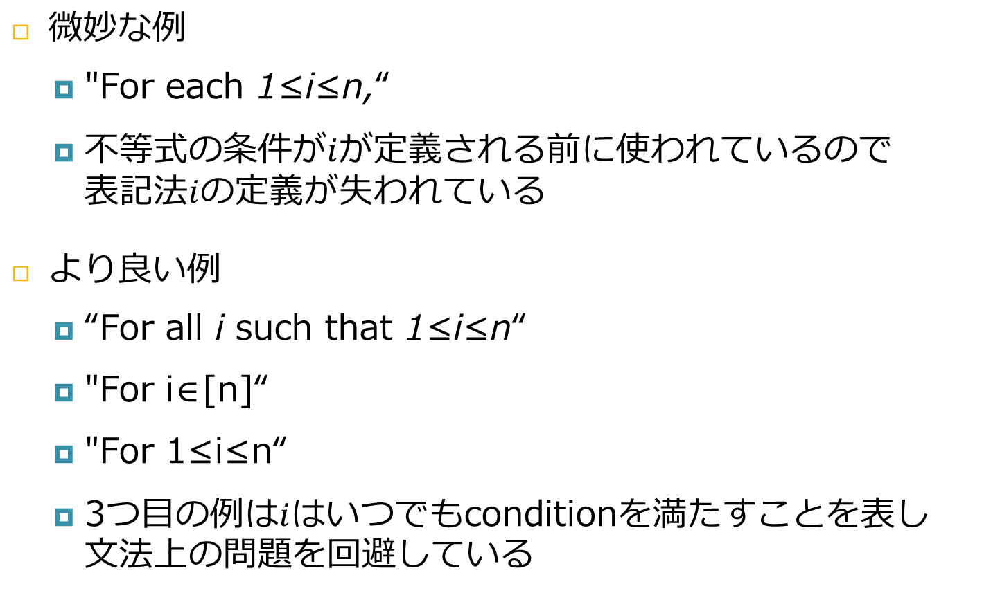 微妙な例
"For each 1≤i≤n,“
不等式の条件がiが定義される前に使われているので
表記法iの定義が失われている
より良い例
“For all i such that 1≤i≤n“
"For i∈[n]“
"For 1≤i≤n“
3つ目の例はiはいつでもconditionを満たすことを表し
文法上の問題を回避している